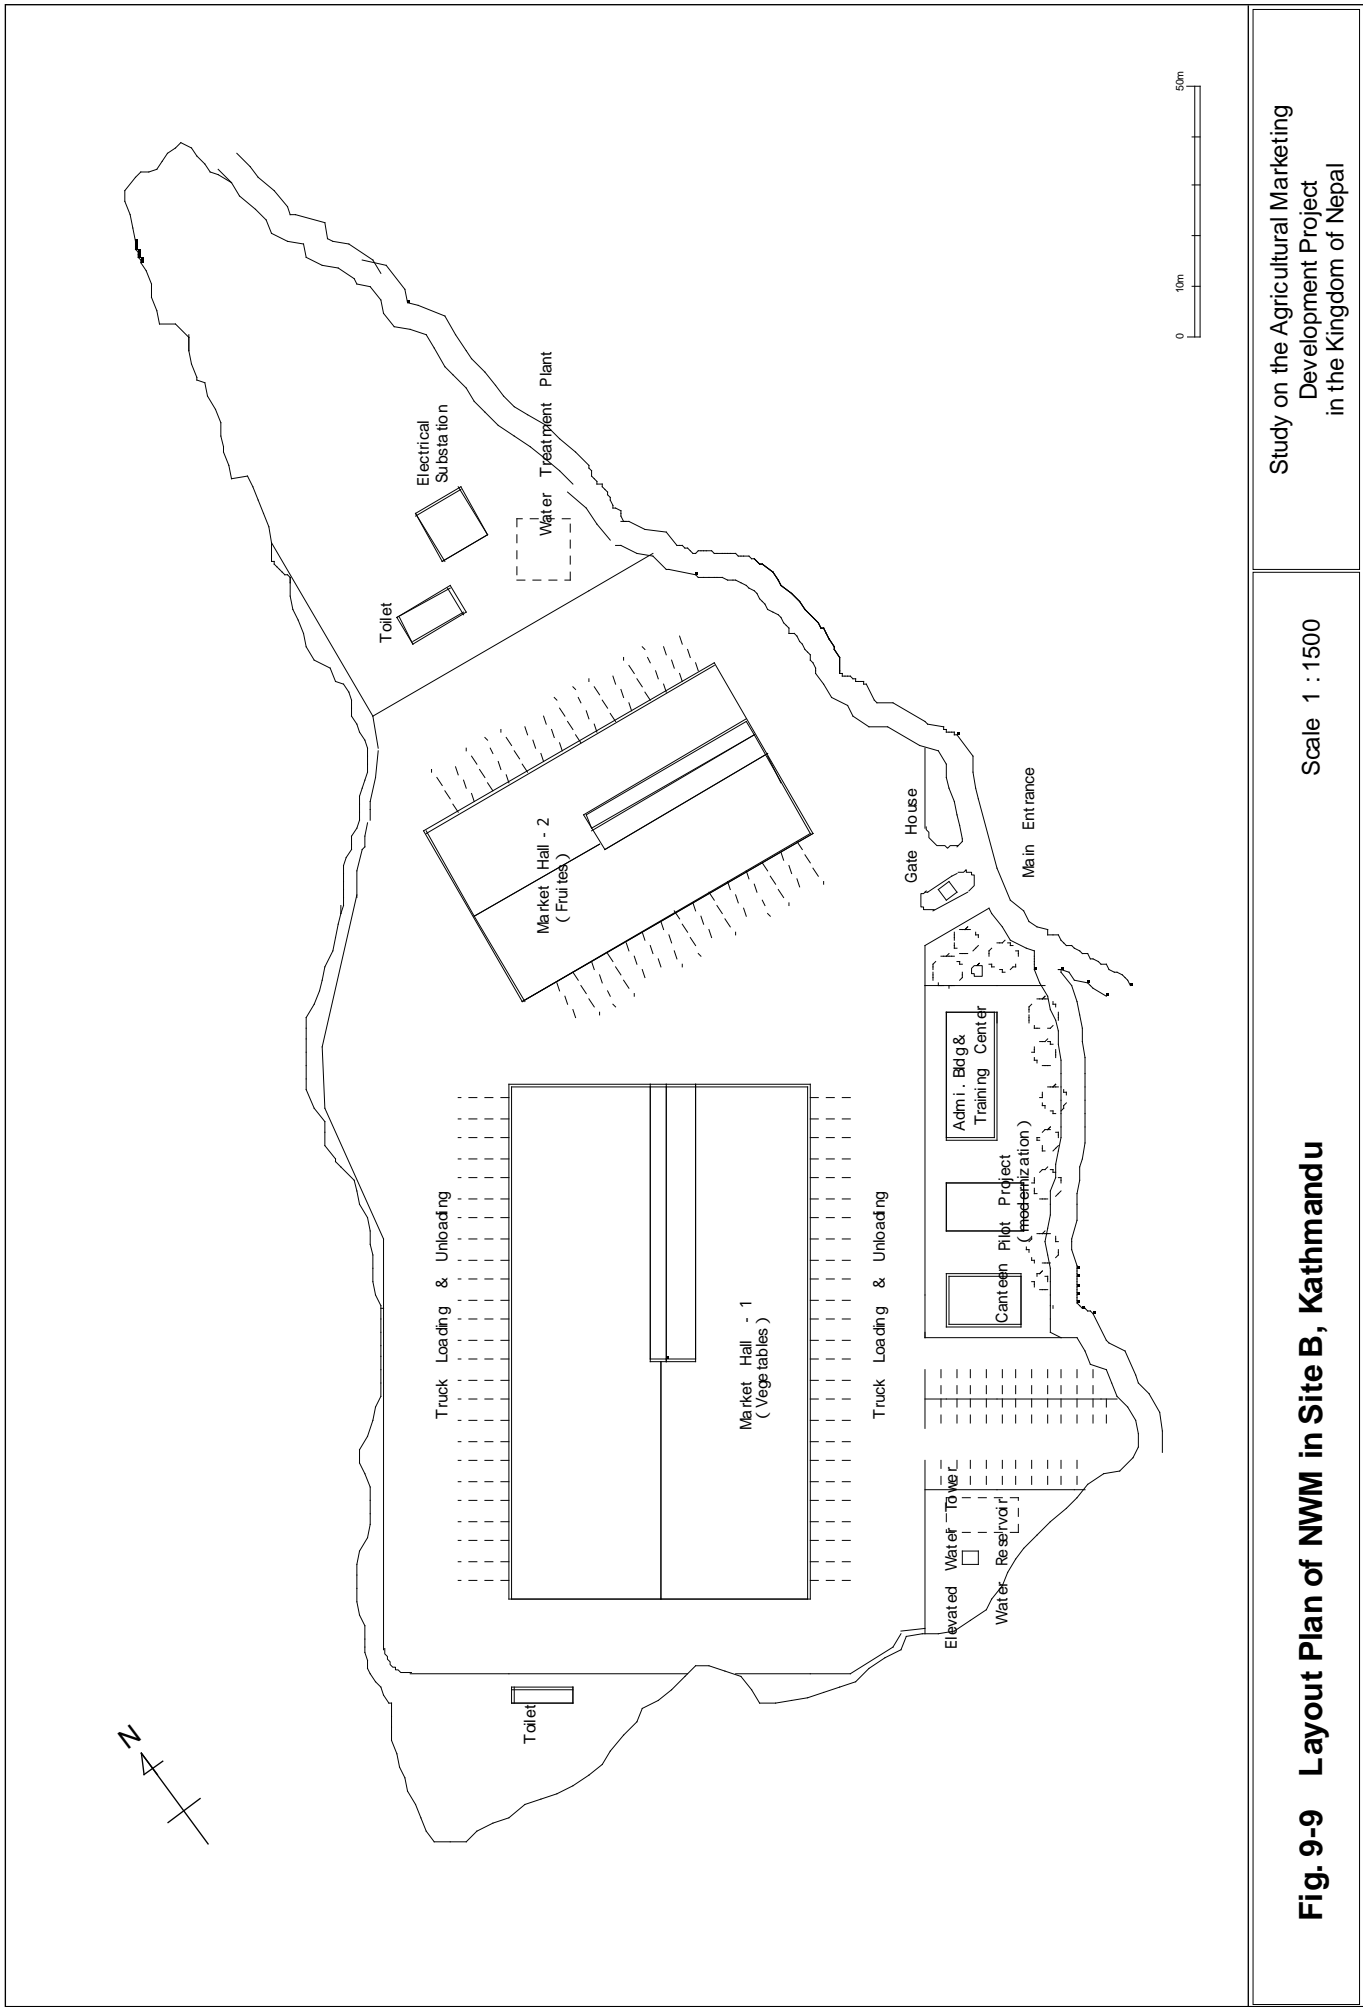 N
Toilet
Electrical
Substation
Water Treatment Plant
Toilet
Market Hall - 2
( Fruites)
Truck Loading & Unloading
Market Hall - 1
( Vegetables)
Truck Loading & Unloading
Gate House
Main Entrance
Admi. Bldg&
Training Center
Canteen Pilot Project
(modernization)
Elevated Water Tower
Water Reservoir
0
10m
50m
Fig. 9-9 Layout Plan of NWM in Site B, Kathmandu
Scale 1 : 1500
Study on the Agricultural Marketing
Development Project
in the Kingdom of Nepal